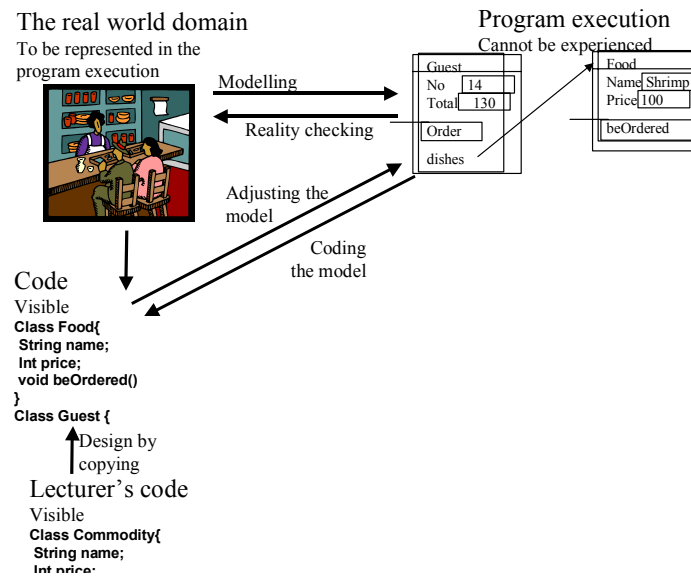 The real world domain
To be represented in the
program execution
Program execution
Cannot be experienced
Modelling
Reality checking
Guest
No 14
Total 130
Order
dishes
Food
Name Shrimp
Price 100
beOrdered
Adjusting the
model
Coding
the model
Code
Visible
Class Food{
String name;
Int price;
void beOrdered()
}
Class Guest {
Design by
copying
Lecturer's code
Visible
Class Commodity{
String name;
Int price;